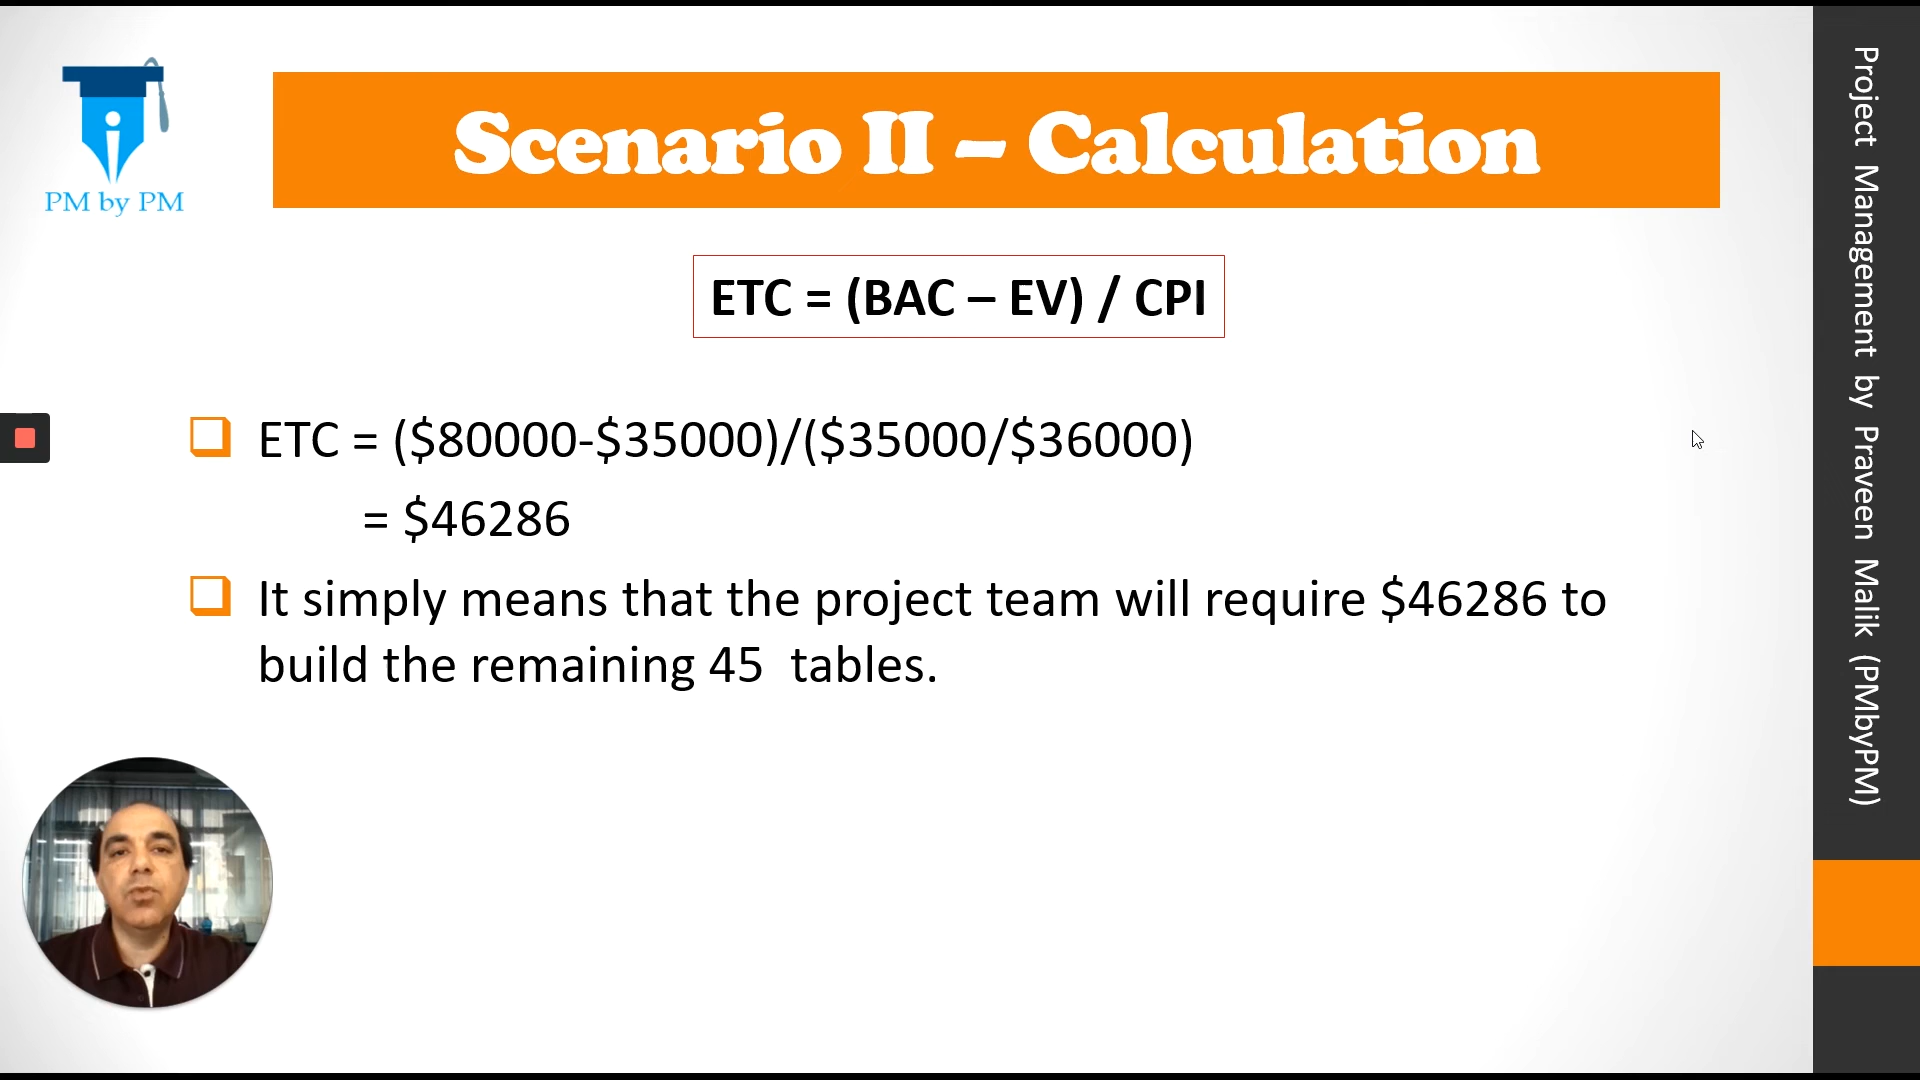 PM by PM
Scenario II – Calculation
ETC = (BAC – EV) / CPI
ETC = ($80000-$35000)/($35000/$36000)
= $46286
It simply means that the project team will require $46286 to
build the remaining 45 tables.
Project Management by Praveen Malik (PMbyPM)